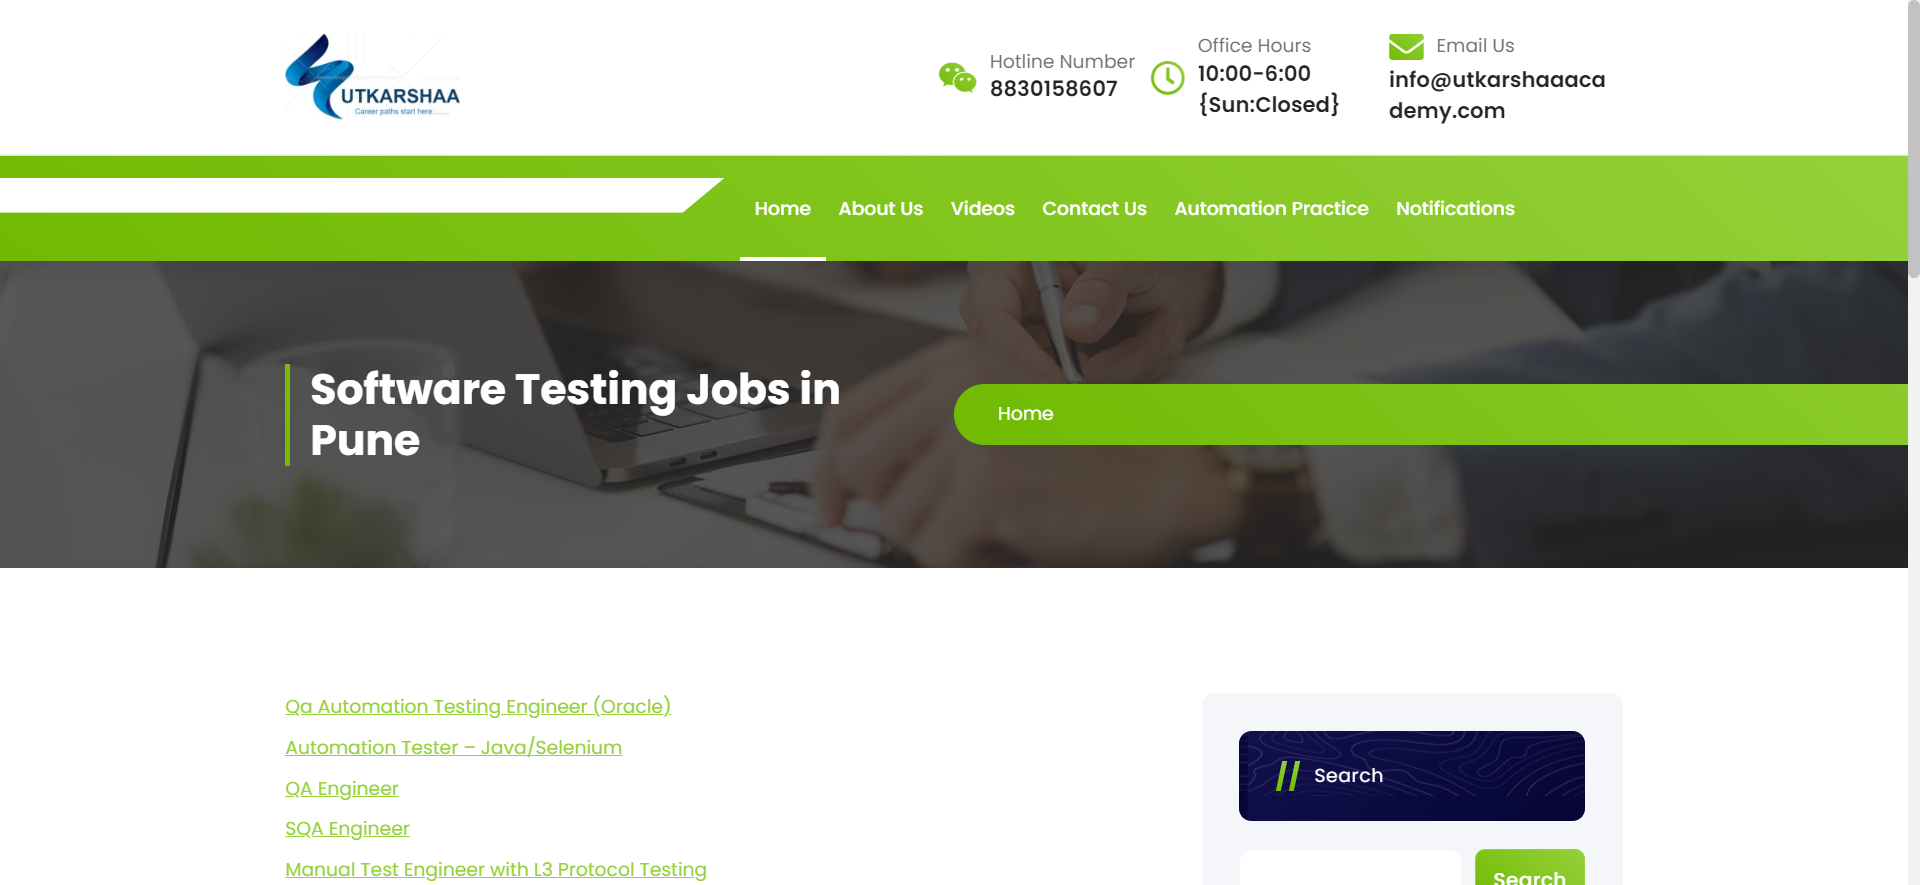 UTKARSHAA
Career paths start here........
Hotline Number
8830158607
Office Hours
10:00-6:00
{Sun:Closed}
Email Us
info@utkarshaaaca
demy.com
Home
About Us
Videos
Contact Us
Automation Practice
Notifications
Software Testing Jobs in
Pune
Home
Qa Automation Testing Engineer (Oracle)
Automation Tester – Java/Selenium
QA Engineer
SQA Engineer
Manual Test Engineer with L3 Protocol Testing
// Search
Search